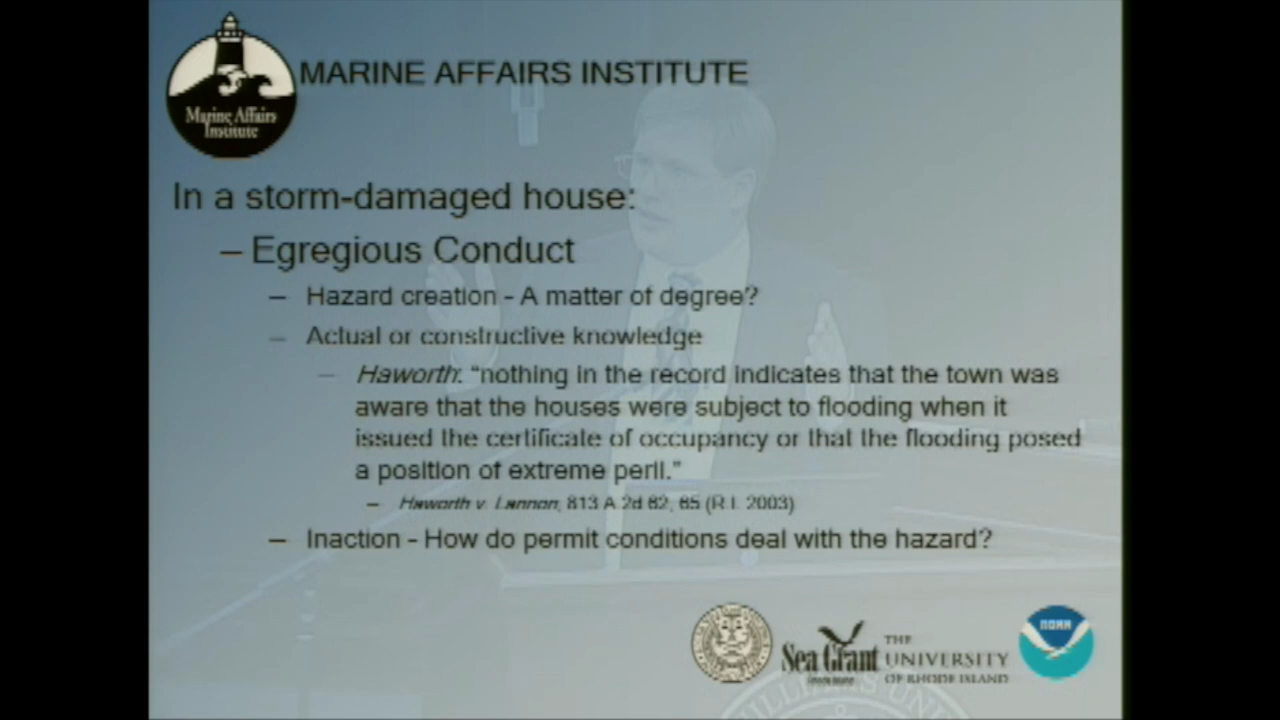 MARINE AFFAIRS INSTITUTE
Marine Affairs
Institute
In a storm-damaged house:
– Egregious Conduct
– Hazard creation - A matter of degree?
– Actual or constructive knowledge
– Haworth: "nothing in the record indicates that the town was
aware that the houses were subject to flooding when it
issued the certificate of occupancy or that the flooding posed
a position of extreme peril."
– Haworth v. Lannon, 813 A.2d 62, 65 (R.I. 2003)
– Inaction - How do permit conditions deal with the hazard?
Sea Grant
THE
UNIVERSITY
OF RHODE ISLAND
NOAA